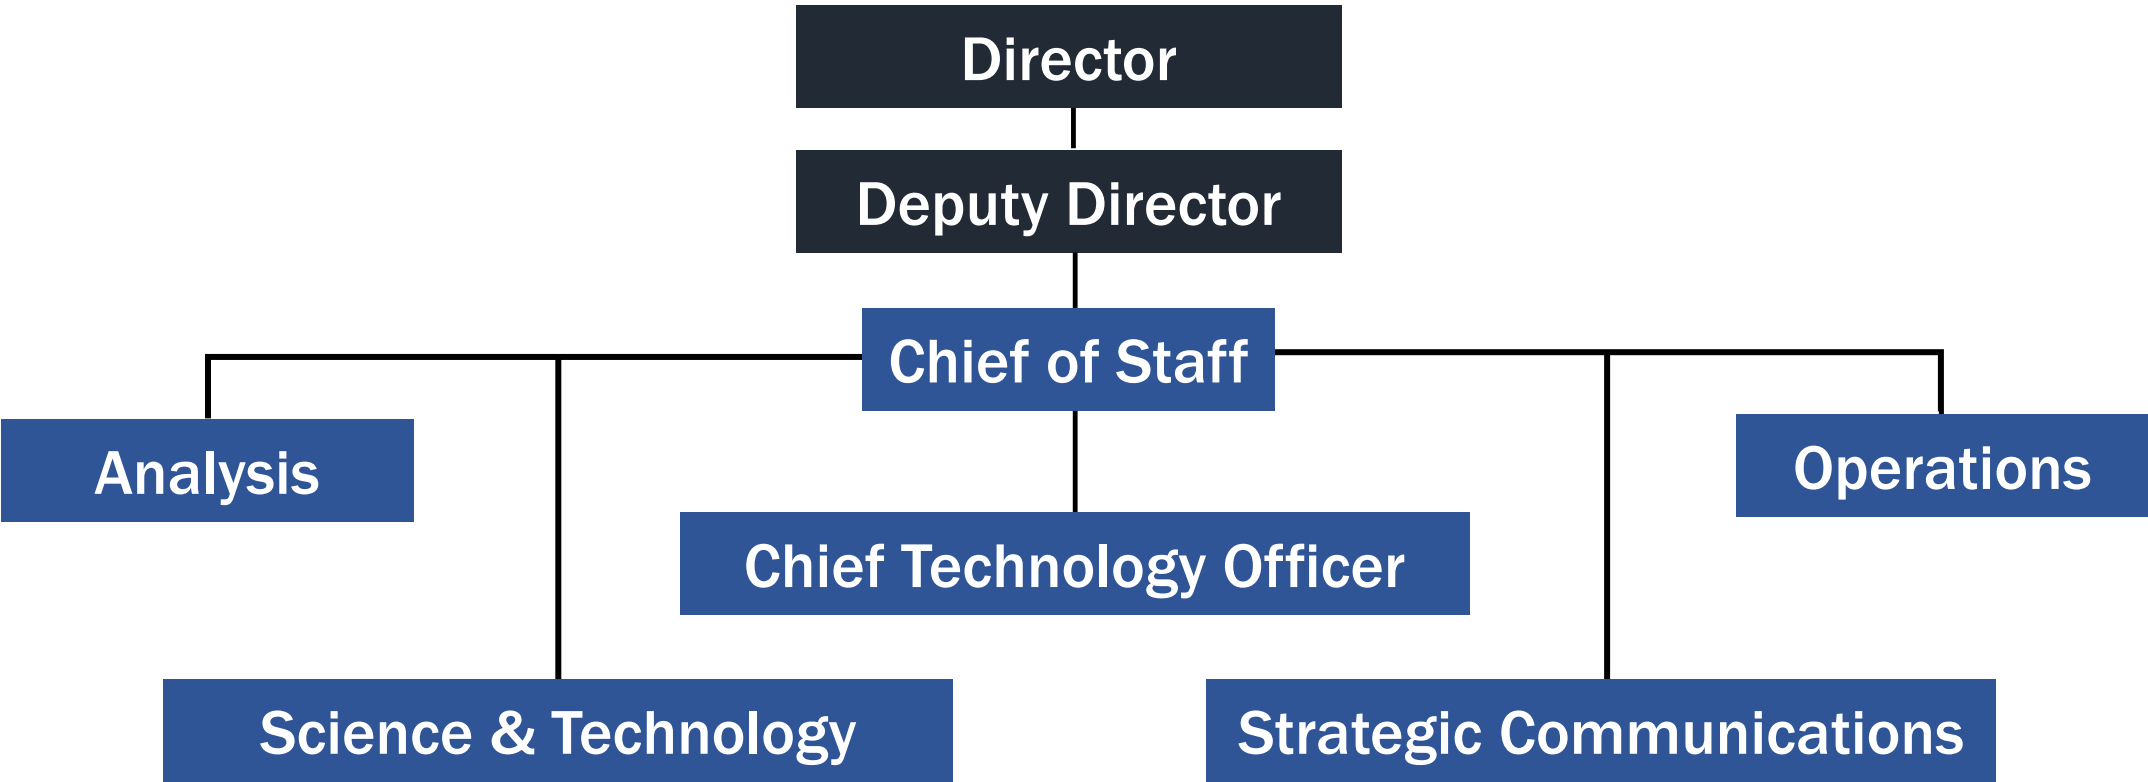 Director
Deputy Director
Chief of Staff
Analysis
Operations
Chief Technology Officer
Science & Technology
Strategic Communications